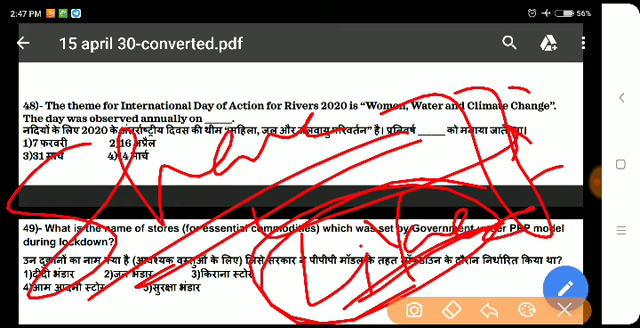 2:47 PM
56%
15 april 30-converted.pdf
48)- The theme for International Day of Action for Rivers 2020 is “Women, Water and Climate Change”.
The day was observed annually on _____.
नदियों के लिए 2020 के अंतर्राष्ट्रीय दिवस की थीम “महिला, जल और जलवायु परिवर्तन” है। प्रतिवर्ष _____ को मनाया जाता था।
1)7 फरवरी 2)16 अप्रैल
3)31 मार्च 4)14 मार्च
Share
49)- What is the name of stores (for essential commodities) which was set by Government under PPP model
during lockdown?
उन दुकानों का नाम क्या है (आवश्यक वस्तुओं के लिए) जिसे सरकार ने पीपीपी मॉडल के तहत लॉकडाउन के दौरान निर्धारित किया था?
Like
1)दीदी भंडार 2)जन भंडार 3)किराना स्टोर
4)आम आदमी स्टोर 5)सुरक्षा भंडार